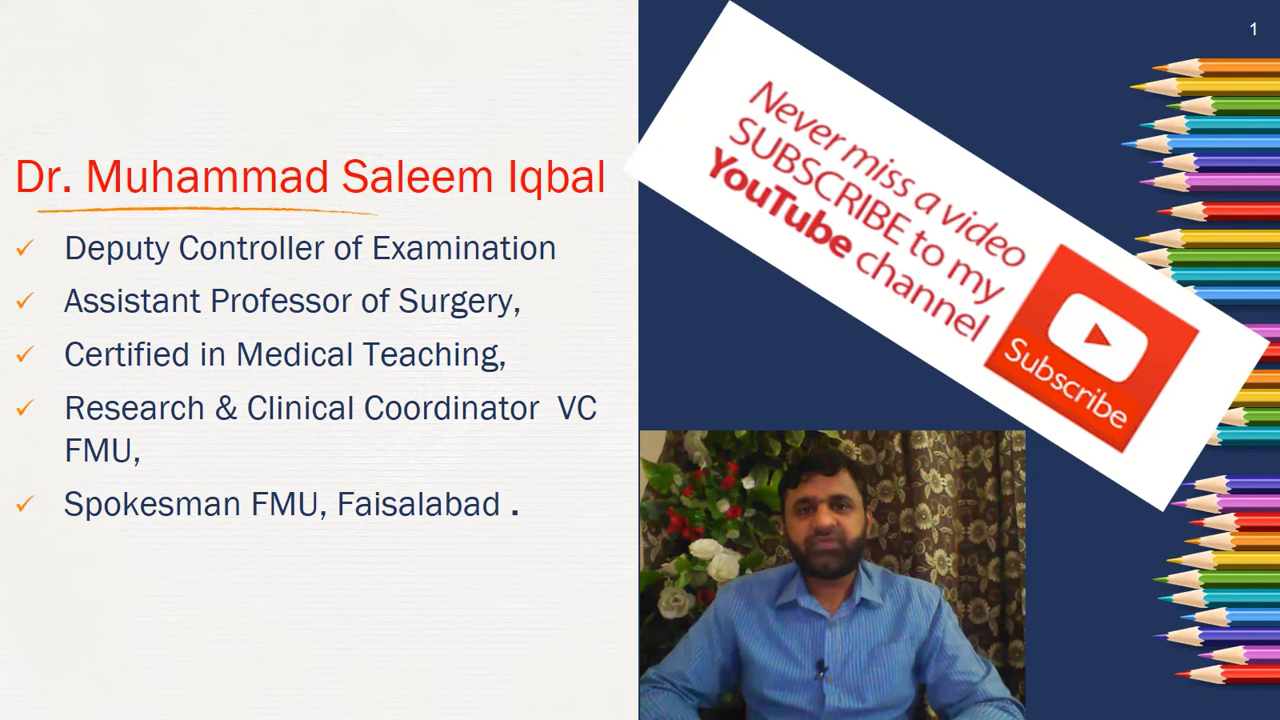 1
Dr. Muhammad Saleem Iqbal
✓ Deputy Controller of Examination
✓ Assistant Professor of Surgery,
✓ Certified in Medical Teaching,
✓ Research & Clinical Coordinator VC
FMU,
✓ Spokesman FMU, Faisalabad .
Never miss a video
SUBSCRIBE to my
YouTube channel
Subscribe